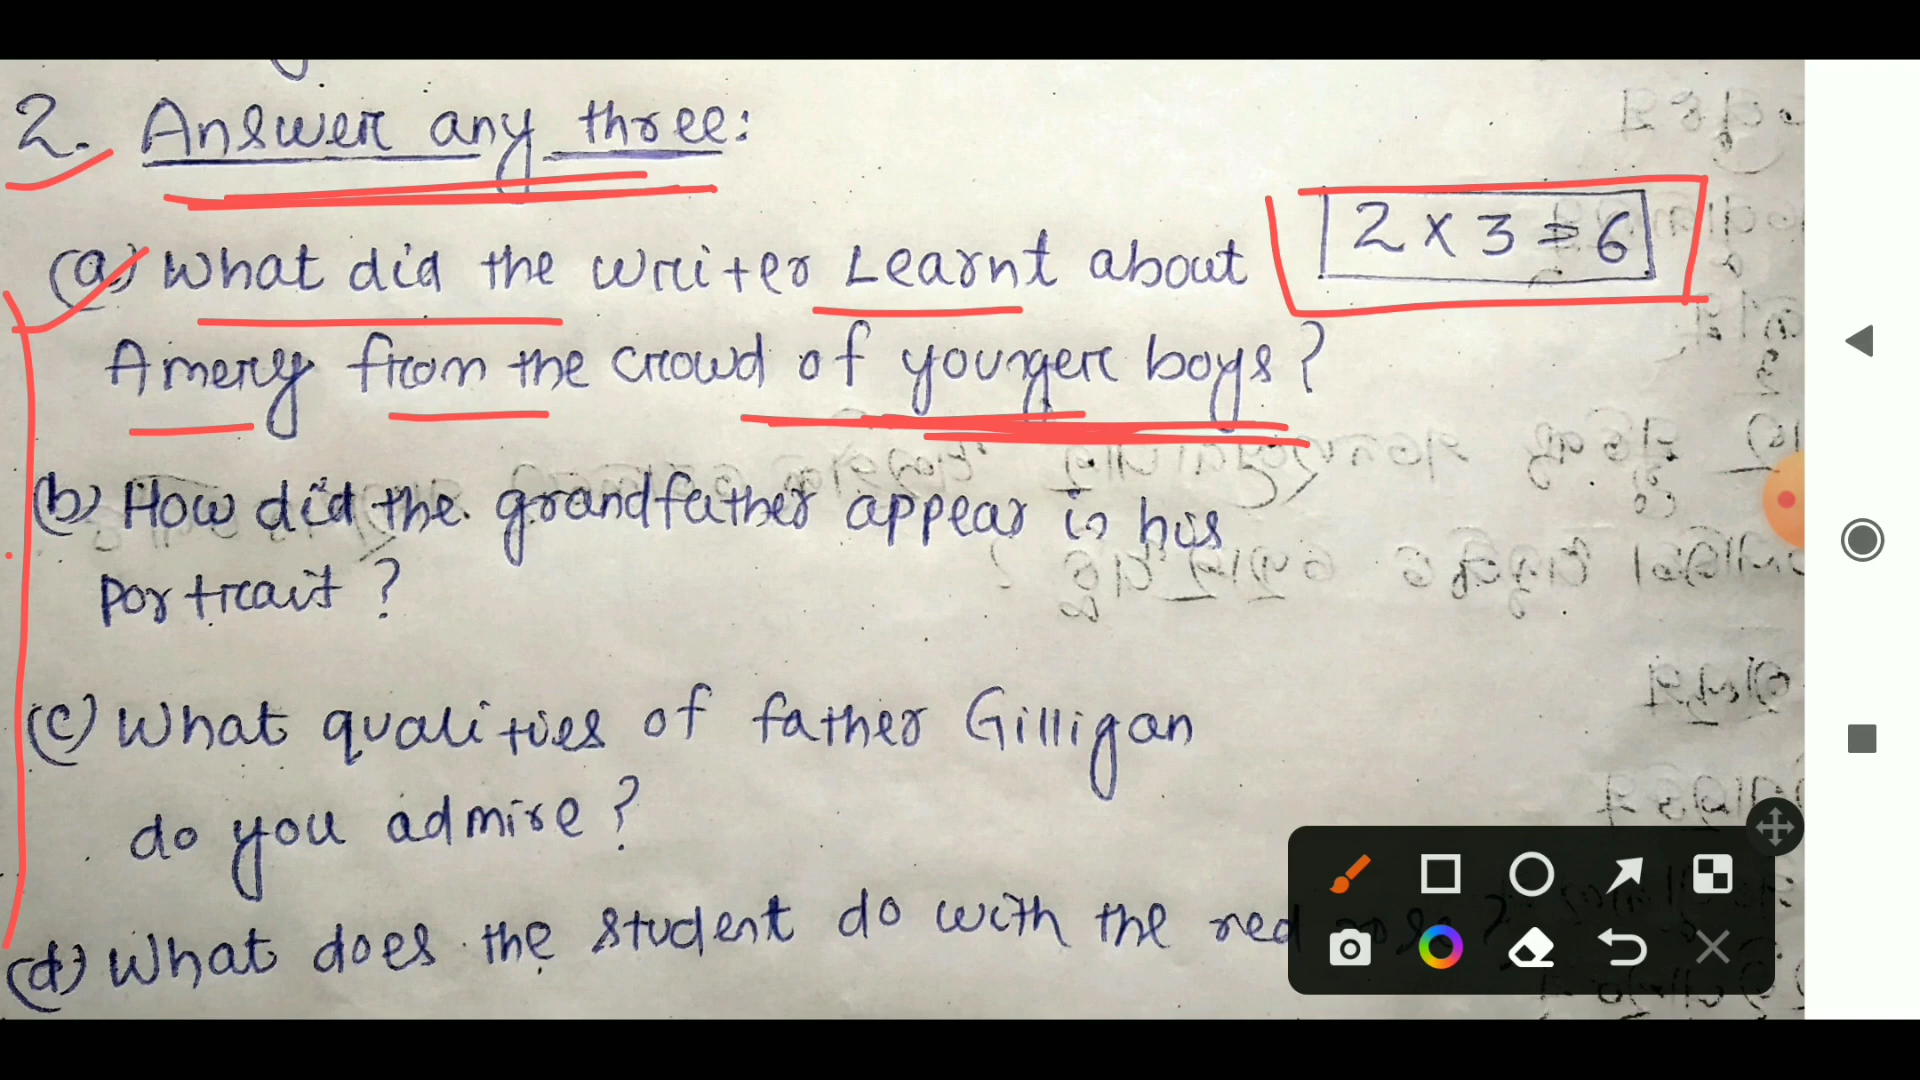 2. Answer any three:
2 x 3 = 6
(a) What did the writer Learnt about
Amery from the crowd of younger boys?
(b) How did the grandfather appear in his
portrait?
(c) What qualities of father Gilligan
do you admire?
(d) What does the student do with the red